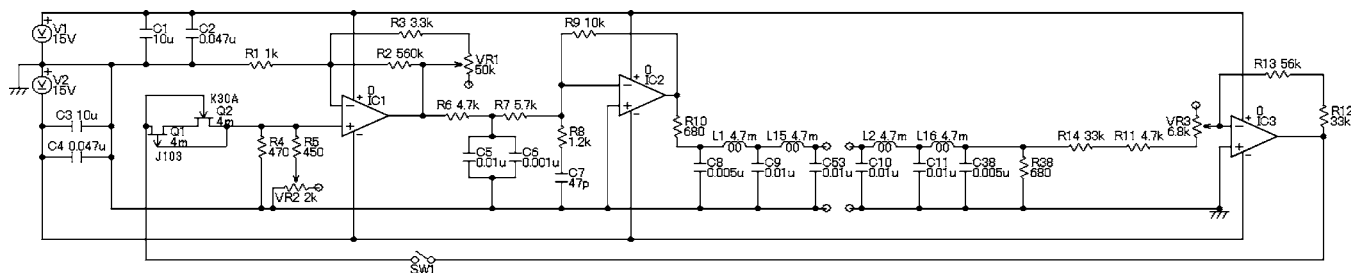 V1
15V
V2
15V
C1
10u
C2
0.047u
C3 10u
C4 0.047u
K30A
Q2
4m
Q1
4m
J103
R1 1k
R3 3.3k
R2 560k
VR1
50k
0
IC1
R4
470
R5
450
VR2 2k
R6 4.7k
R7 5.7k
C5
0.01u
C6
0.001u
R9 10k
R8
1.2k
C7
47p
0
IC2
R10
680
L1 4.7m
L15 4.7m
C8
0.005u
C9
0.01u
C53
0.01u
C10
0.01u
L2 4.7m
L16 4.7m
C11
0.01u
C38
0.005u
R38
680
R14 33k
R11 4.7k
VR3
6.8k
R13 56k
0
IC3
R12
33k
SW1